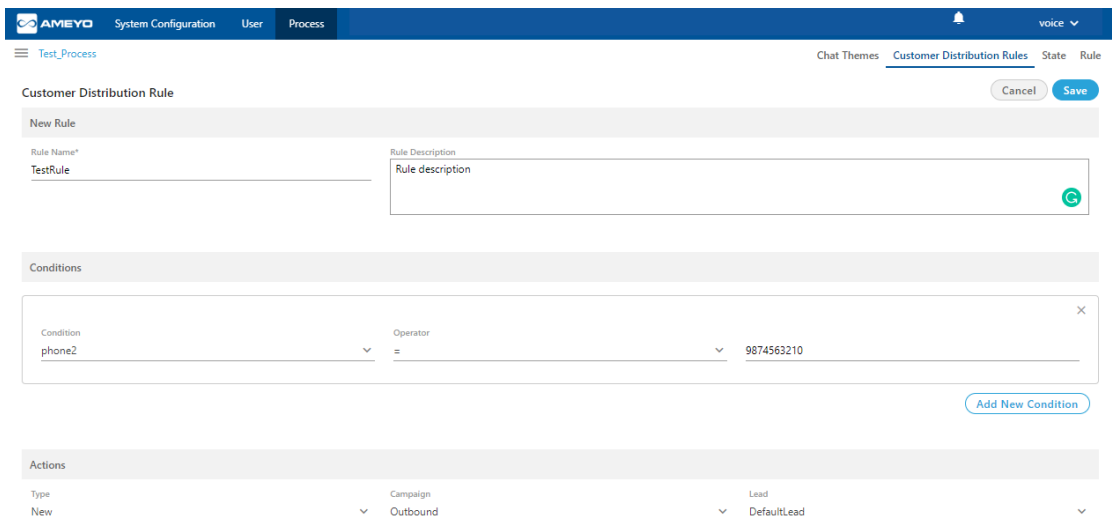 AMEYO System Configuration User Process voice
Test_Process Chat Themes Customer Distribution Rules State Rule
Customer Distribution Rule Cancel Save
New Rule
Rule Name* Rule Description
TestRule Rule description
Conditions
Condition Operator
phone2 = 9874563210
Add New Condition
Actions
Type Campaign Lead
New Outbound DefaultLead